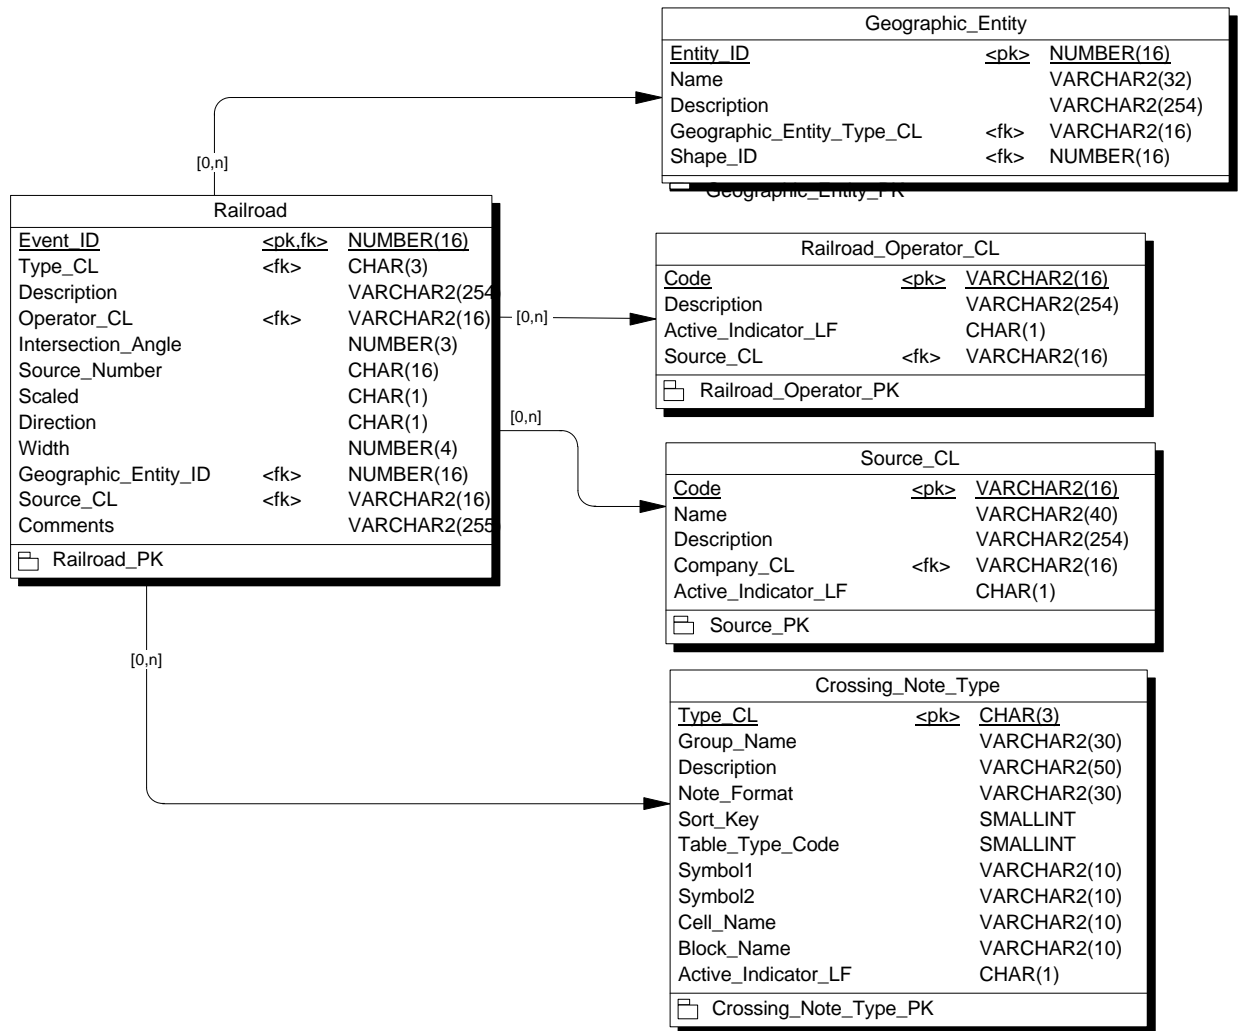 Geographic_Entity
Entity_ID <pk> NUMBER(16)
Name VARCHAR2(32)
Description VARCHAR2(254)
Geographic_Entity_Type_CL <fk> VARCHAR2(16)
Shape_ID <fk> NUMBER(16)
Geographic_Entity_PK
[0,n]
Railroad
Event_ID <pk,fk> NUMBER(16)
Type_CL <fk> CHAR(3)
Description VARCHAR2(254
Operator_CL <fk> VARCHAR2(16)
Intersection_Angle NUMBER(3)
Source_Number CHAR(16)
Scaled CHAR(1)
Direction CHAR(1)
Width NUMBER(4)
Geographic_Entity_ID <fk> NUMBER(16)
Source_CL <fk> VARCHAR2(16)
Comments VARCHAR2(255)
Railroad_PK
[0,n]
Railroad_Operator_CL
Code <pk> VARCHAR2(16)
Description VARCHAR2(254)
Active_Indicator_LF CHAR(1)
Source_CL <fk> VARCHAR2(16)
Railroad_Operator_PK
[0,n]
Source_CL
Code <pk> VARCHAR2(16)
Name VARCHAR2(40)
Description VARCHAR2(254)
Company_CL <fk> VARCHAR2(16)
Active_Indicator_LF CHAR(1)
Source_PK
[0,n]
Crossing_Note_Type
Type_CL <pk> CHAR(3)
Group_Name VARCHAR2(30)
Description VARCHAR2(50)
Note_Format VARCHAR2(30)
Sort_Key SMALLINT
Table_Type_Code SMALLINT
Symbol1 VARCHAR2(10)
Symbol2 VARCHAR2(10)
Cell_Name VARCHAR2(10)
Block_Name VARCHAR2(10)
Active_Indicator_LF CHAR(1)
Crossing_Note_Type_PK